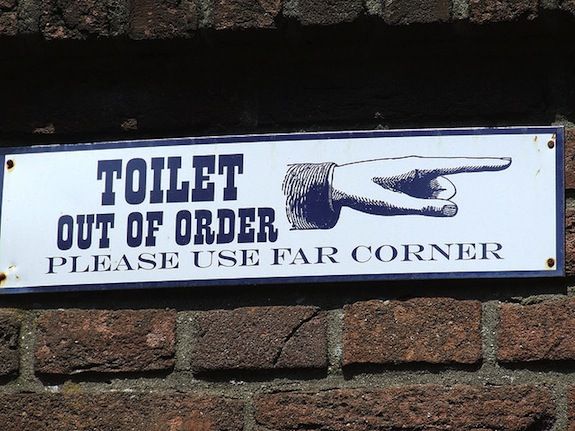 TOILET
OUT OF ORDER
PLEASE USE FAR CORNER